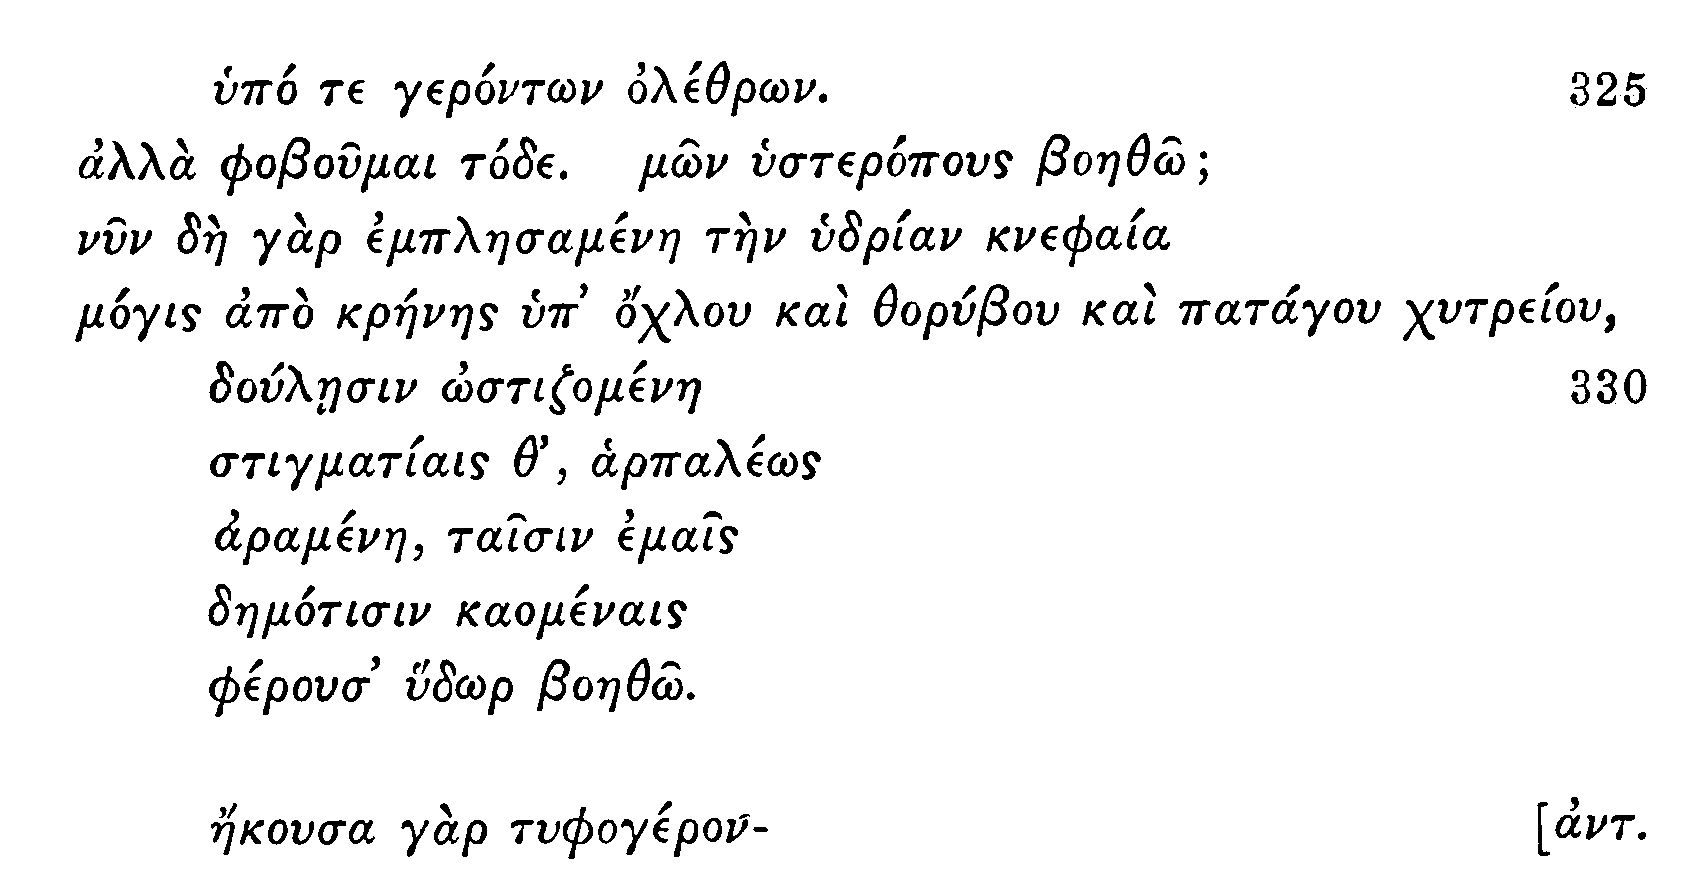 ὑπό τε γερόντων ὀλέθρων. 325
ἀλλὰ φοβοῦμαι τόδε. μῶν ὑστερόπους βοηθῶ;
νῦν δὴ γὰρ ἐμπλησαμένη τὴν ὑδρίαν κνεφαία
μόγις ἀπὸ κρήνης ὑπ’ ὄχλου καὶ θορύβου καὶ πατάγου χυτρείου,
δούλῃσιν ὠστιζομένη 330
στιγματίαις θ’, ἁρπαλέως
ἀραμένη, ταῖσιν ἐμαῖς
δημότισιν καομέναις
φέρουσ’ ὕδωρ βοηθῶ.
ἤκουσα γὰρ τυφογέρον- [ἀντ.